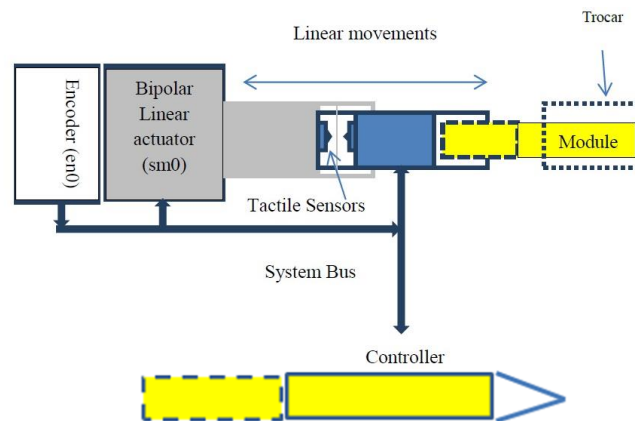 Trocar
Linear movements
Encoder (en0)
Bipolar
Linear
actuator
(sm0)
Module
Tactile Sensors
System Bus
Controller